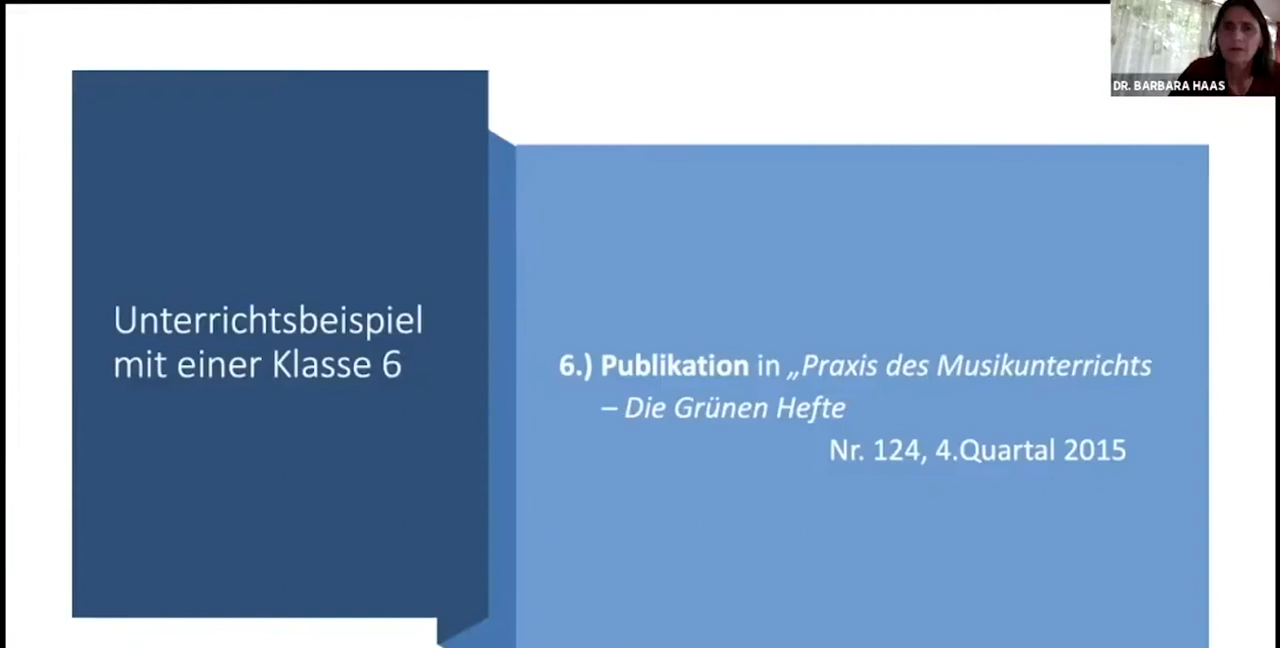 DR. BARBARA HAAS
Unterrichtsbeispiel
mit einer Klasse 6
6.) Publikation in „Praxis des Musikunterrichts
– Die Grünen Hefte
Nr. 124, 4.Quartal 2015